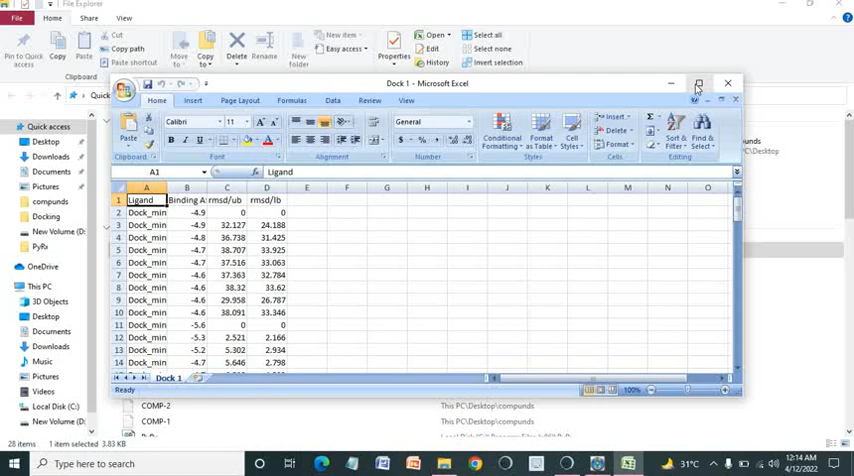 File Explorer
File Home Share View
Pin to Quick access
Copy
Paste
Cut
Copy path
Paste shortcut
Move to
Copy to
Delete
Rename
New item
Easy access
Properties
Open
Edit
History
Select all
Select none
Invert selection
Clipboard
Quick
Dock 1 - Microsoft Excel
Home Insert Page Layout Formulas Data Review View
Paste
Calibri 11
General
Conditional Formatting
Format as Table
Cell Styles
Insert
Delete
Format
Sort & Filter
Find & Select
Clipboard Font Alignment Number Styles Cells Editing
A1 fx Ligand
A B C D E F G H I J K L M N O
1 Ligand Binding A rmsd/ub rmsd/lb
2 Dock_min -4.9 0 0
3 Dock_min -4.9 32.127 24.188
4 Dock_min -4.8 36.738 31.425
5 Dock_min -4.7 38.707 33.925
6 Dock_min -4.7 37.516 33.063
7 Dock_min -4.6 37.363 32.784
8 Dock_min -4.6 38.32 33.62
9 Dock_min -4.6 29.958 26.787
10 Dock_min -4.6 38.091 33.346
11 Dock_min -5.6 0 0
12 Dock_min -5.3 2.521 2.166
13 Dock_min -5.2 5.302 2.934
14 Dock_min -4.7 5.646 2.798
Dock 1
Ready 100%
Quick access
Desktop
Downloads
Documents
Pictures
compunds
Docking
New Volume (D:)
PyRx
OneDrive
This PC
3D Objects
Desktop
Documents
Downloads
Music
Pictures
Videos
Local Disk (C:)
New Volume (D:)
COMP-2 This PC\Desktop\compunds
COMP-1 This PC\Desktop\compunds
28 items 1 item selected 3.83 KB
Type here to search
31°C
12:14 AM
4/12/2022